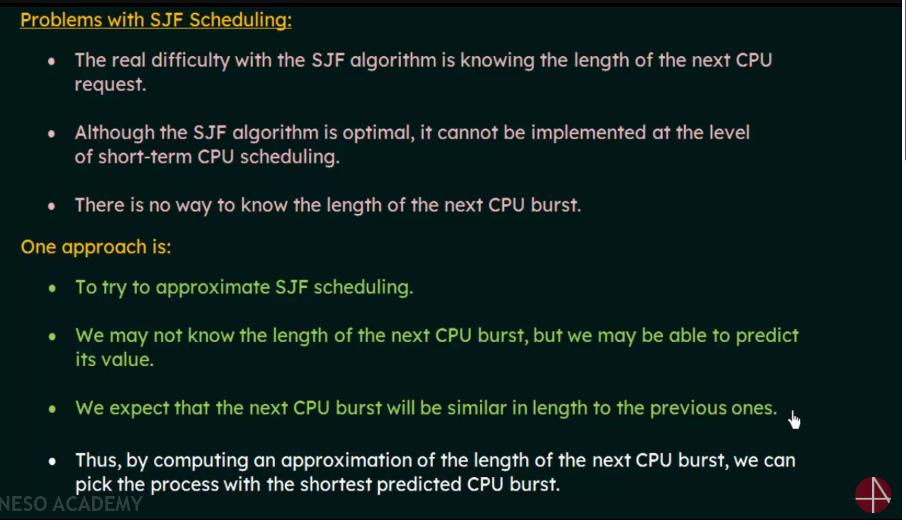 Problems with SJF Scheduling:
• The real difficulty with the SJF algorithm is knowing the length of the next CPU
request.
• Although the SJF algorithm is optimal, it cannot be implemented at the level
of short-term CPU scheduling.
• There is no way to know the length of the next CPU burst.
One approach is:
• To try to approximate SJF scheduling.
• We may not know the length of the next CPU burst, but we may be able to predict
its value.
• We expect that the next CPU burst will be similar in length to the previous ones.
• Thus, by computing an approximation of the length of the next CPU burst, we can
pick the process with the shortest predicted CPU burst.
NESO ACADEMY